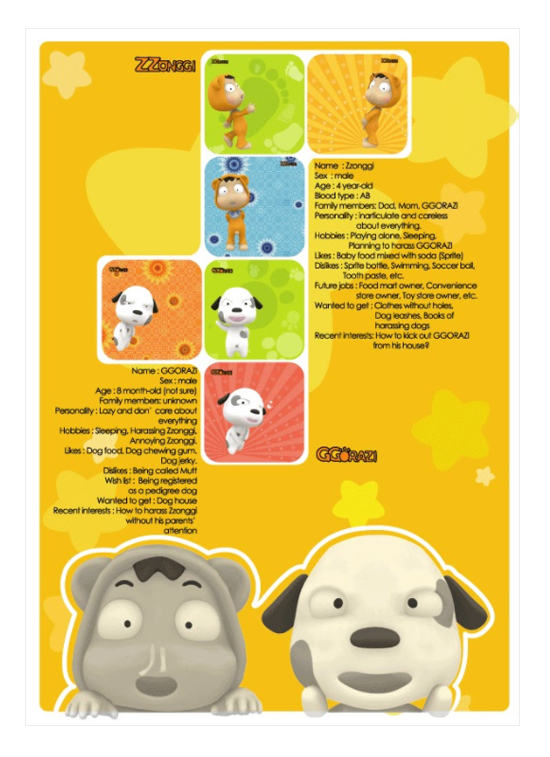 ZZONGGI
Name : Zzonggi
Sex : male
Age : 4 year-old
Blood type : AB
Family members: Dad, Mom, GGORAZI
Personality : inarticulate and careless
about everything.
Hobbies : Playing alone, Sleeping,
Planning to harass GGORAZI
Likes : Baby food mixed with soda (Sprite)
Dislikes : Sprite bottle, Swimming, Soccer ball,
Tooth paste, etc.
Future jobs : Food mart owner, Convenience
store owner, Toy store owner, etc.
Wanted to get : Clothes without holes,
Dog leashes, Books of
harassing dogs
Recent interests: How to kick out GGORAZI
from his house?
Name : GGORAZI
Sex : male
Age : 8 month-old (not sure)
Family members: unknown
Personality : Lazy and don' care about
everything
Hobbies : Sleeping, Harassing Zzonggi,
Annoying Zzonggi.
Likes : Dog food, Dog chewing gum,
Dog jerky.
Dislikes : Being called Mutt
Wish list : Being registered
as a pedigree dog
Wanted to get : Dog house
Recent interests : How to harass Zzonggi
without his parents'
attention
GGORAZI